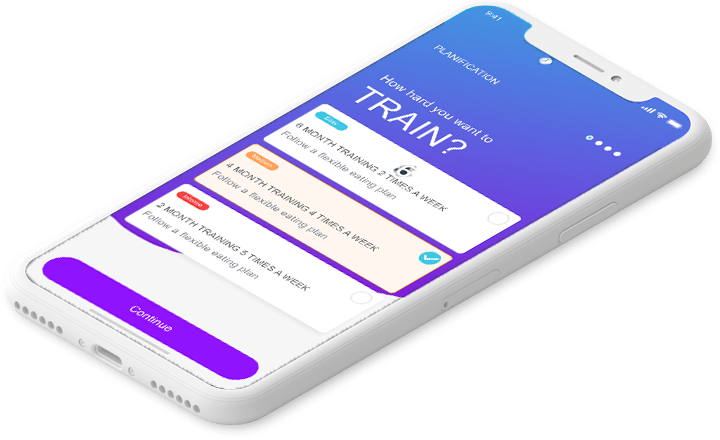 9:41
PLANIFICATION
How hard you want to
TRAIN?
Easy
6 MONTH TRAINING 2 TIMES A WEEK
Follow a flexible eating plan
Medium
4 MONTH TRAINING 4 TIMES A WEEK
Follow a flexible eating plan
Intense
2 MONTH TRAINING 5 TIMES A WEEK
Follow a flexible eating plan
Continue